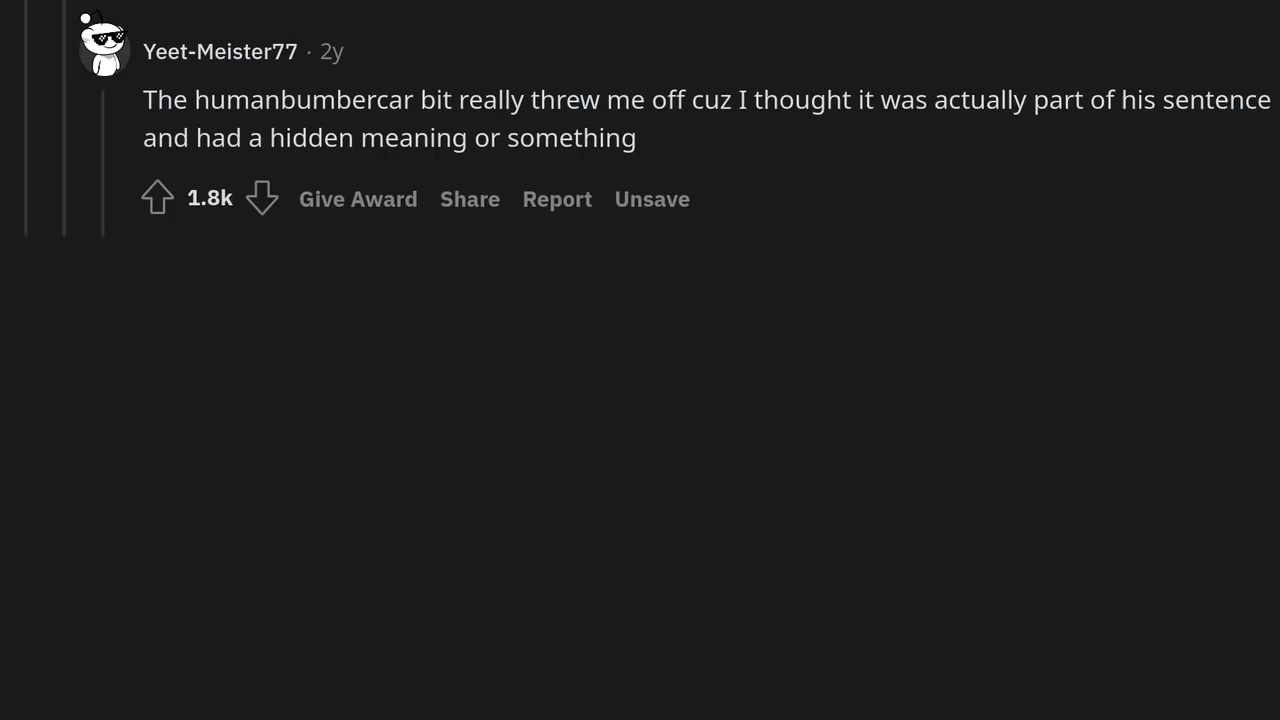 Yeet-Meister77 · 2y
The humanbumbercar bit really threw me off cuz I thought it was actually part of his sentence
and had a hidden meaning or something
1.8k Give Award Share Report Unsave